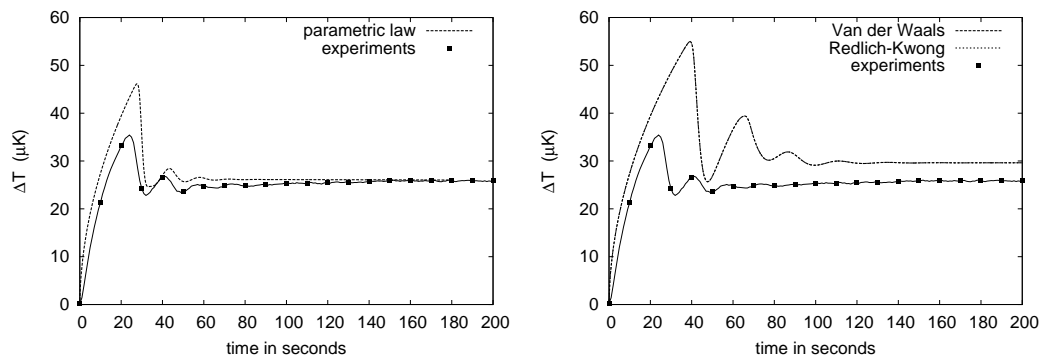 60
50
40
30
20
10
0
0 20 40 60 80 100 120 140 160 180 200
ΔT (μK)
time in seconds
parametric law
experiments
60
50
40
30
20
10
0
0 20 40 60 80 100 120 140 160 180 200
ΔT (μK)
time in seconds
Van der Waals
Redlich-Kwong
experiments